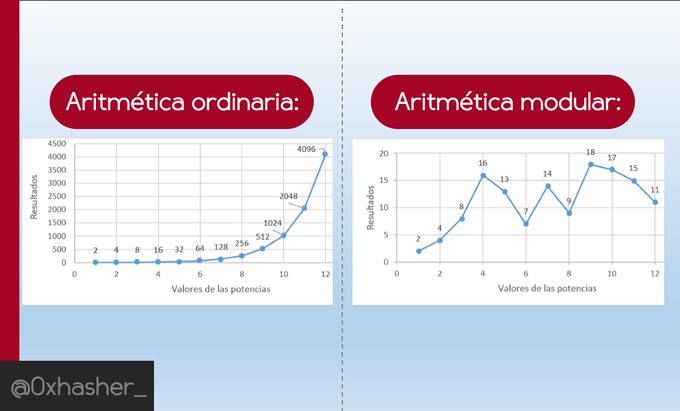 Aritmética ordinaria:
4500
4000
3500
3000
2500
2000
1500
1000
500
0
Resultados
2 4 8 16 32 64 128 256 512 1024 2048 4096
0 2 4 6 8 10 12
Valores de las potencias
Aritmética modular:
20
15
10
5
0
Resultados
2 4 8 16 13 7 14 9 18 17 15 11
0 2 4 6 8 10 12
Valores de las potencias
@0xhasher_